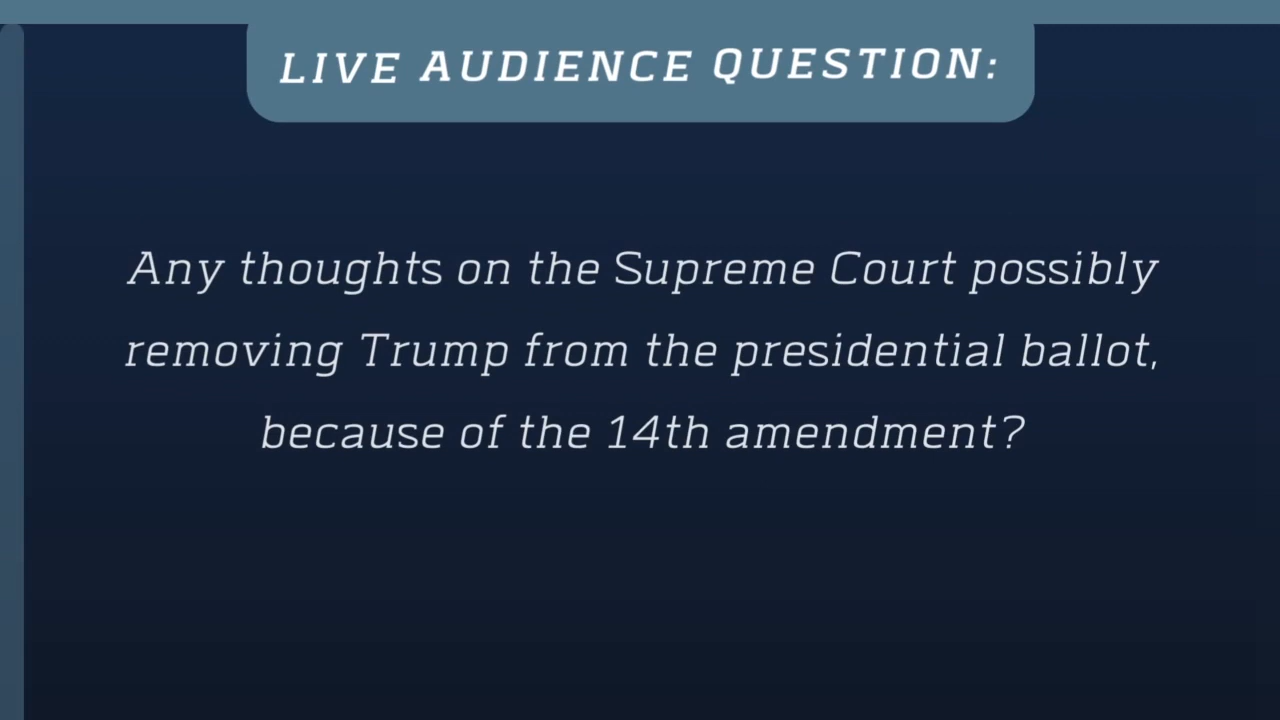 LIVE AUDIENCE QUESTION:
Any thoughts on the Supreme Court possibly
removing Trump from the presidential ballot,
because of the 14th amendment?